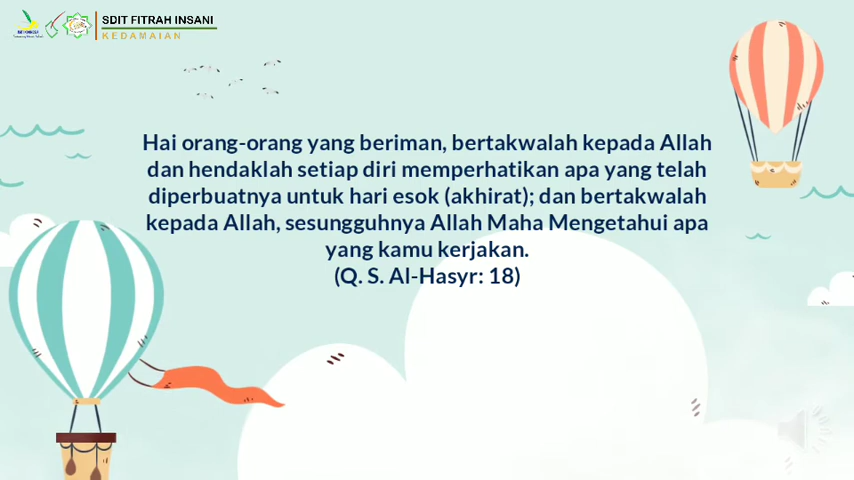 SDIT FITRAH INSANI
KEDAMAIAN
Hai orang-orang yang beriman, bertakwalah kepada Allah
dan hendaklah setiap diri memperhatikan apa yang telah
diperbuatnya untuk hari esok (akhirat); dan bertakwalah
kepada Allah, sesungguhnya Allah Maha Mengetahui apa
yang kamu kerjakan.
(Q. S. Al-Hasyr: 18)